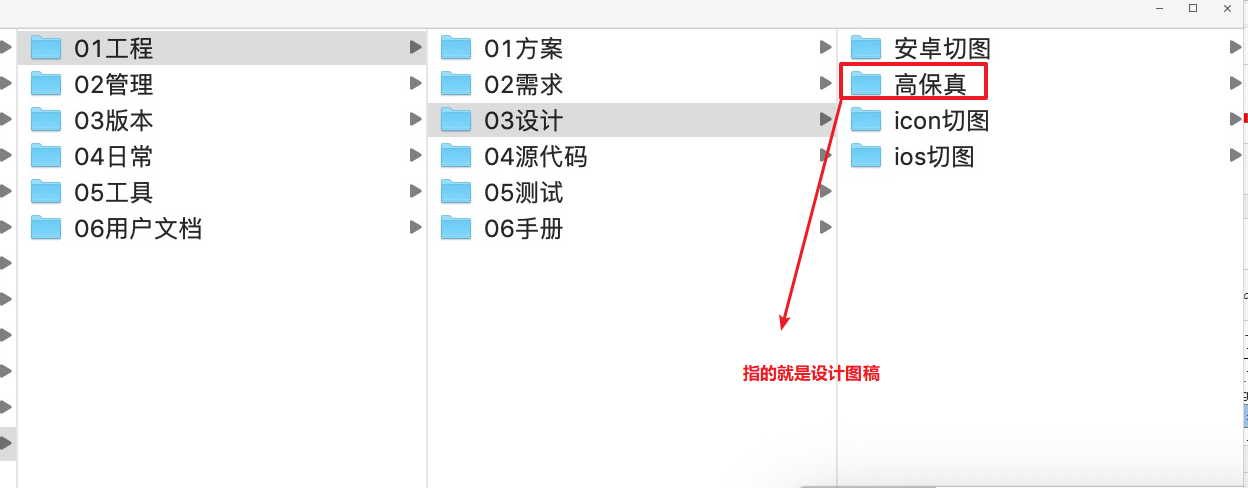 01工程
02管理
03版本
04日常
05工具
06用户文档
01方案
02需求
03设计
04源代码
05测试
06手册
安卓切图
高保真
icon切图
ios切图
指的就是设计图稿